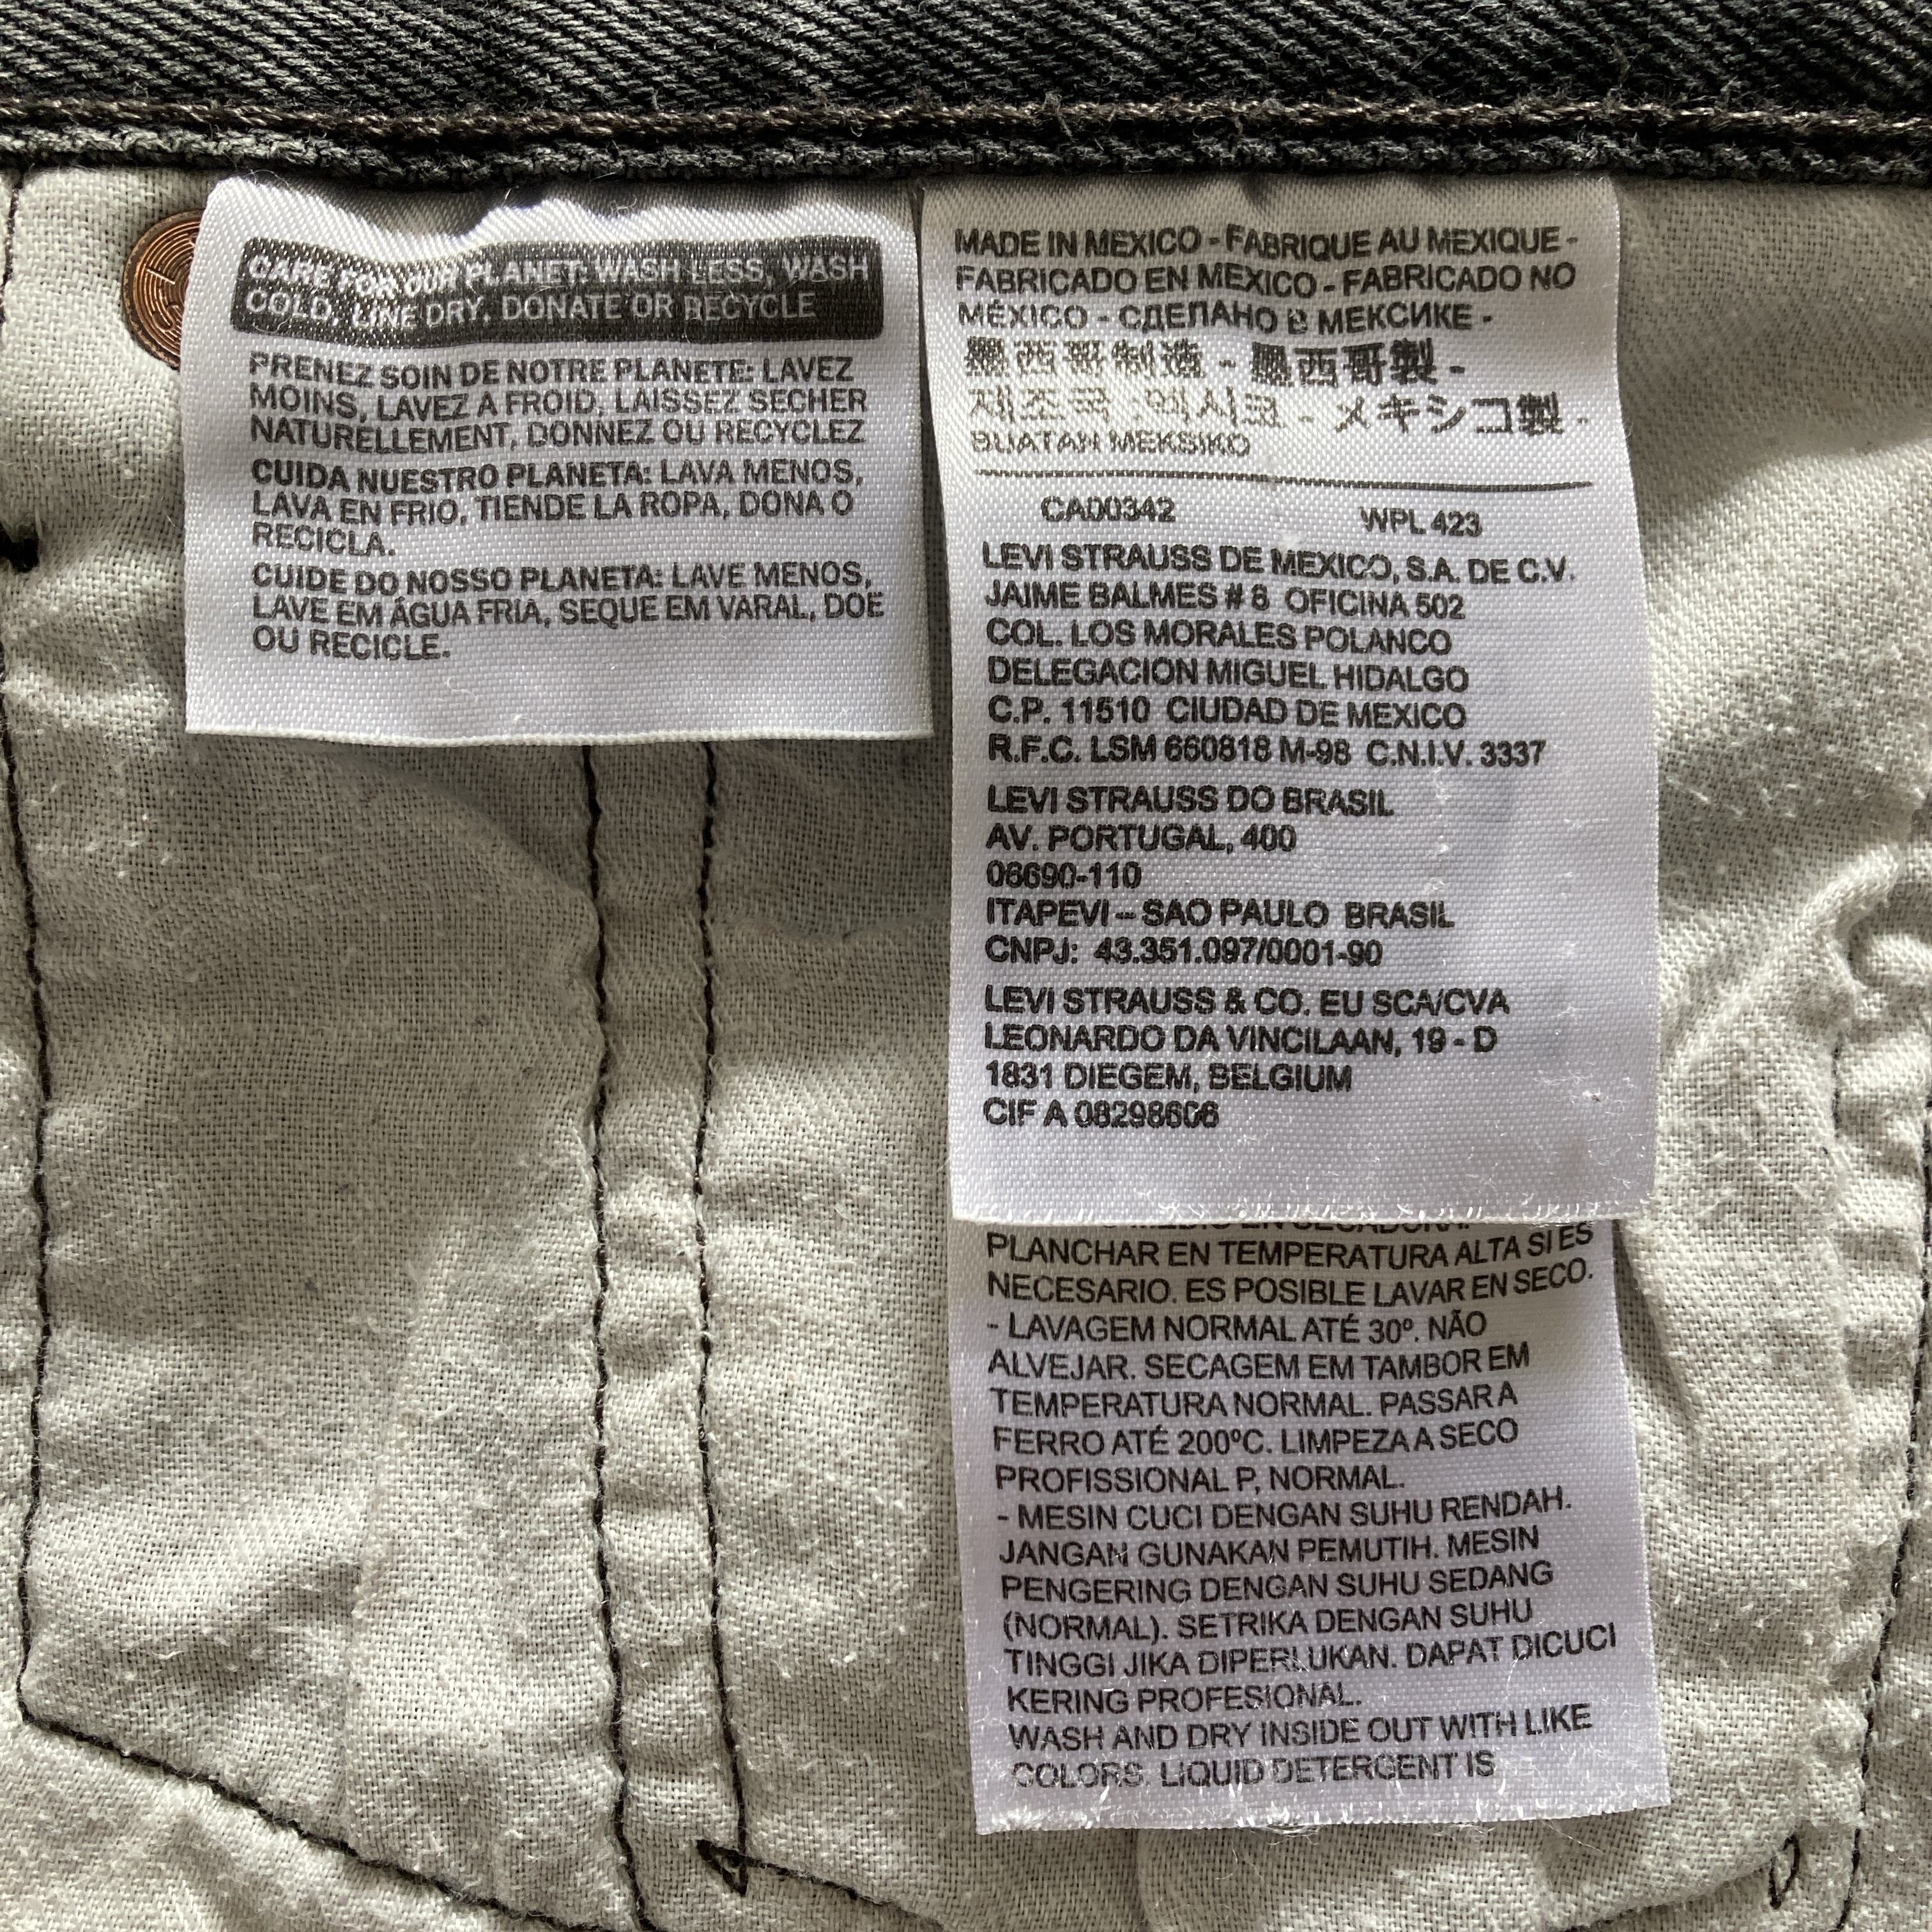 CARE FOR OUR PLANET: WASH LESS, WASH
COLD, LINE DRY, DONATE OR RECYCLE
PRENEZ SOIN DE NOTRE PLANETE: LAVEZ
MOINS, LAVEZ A FROID, LAISSEZ SECHER
NATURELLEMENT, DONNEZ OU RECYCLEZ
CUIDA NUESTRO PLANETA: LAVA MENOS,
LAVA EN FRIO, TIENDE LA ROPA, DONA O
RECICLA.
CUIDE DO NOSSO PLANETA: LAVE MENOS,
LAVE EM ÁGUA FRIA, SEQUE EM VARAL, DOE
OU RECICLE.
MADE IN MEXICO - FABRIQUE AU MEXIQUE -
FABRICADO EN MEXICO - FABRICADO NO
MÉXICO - СДЕЛАНО В МЕКСИКЕ -
墨西哥制造 - 墨西哥製 -
제조국 멕시코 - メキシコ製 -
BUATAN MEKSIKO
CA00342 WPL 423
LEVI STRAUSS DE MEXICO, S.A. DE C.V.
JAIME BALMES # 8 OFICINA 502
COL. LOS MORALES POLANCO
DELEGACION MIGUEL HIDALGO
C.P. 11510 CIUDAD DE MEXICO
R.F.C. LSM 660818 M-98 C.N.I.V. 3337
LEVI STRAUSS DO BRASIL
AV. PORTUGAL, 400
06690-110
ITAPEVI – SAO PAULO BRASIL
CNPJ: 43.351.097/0001-90
LEVI STRAUSS & CO. EU SCA/CVA
LEONARDO DA VINCILAAN, 19 - D
1831 DIEGEM, BELGIUM
CIF A 08298606
EN SECADORA.
PLANCHAR EN TEMPERATURA ALTA SI ES
NECESARIO. ES POSIBLE LAVAR EN SECO.
- LAVAGEM NORMAL ATÉ 30º. NÃO
ALVEJAR. SECAGEM EM TAMBOR EM
TEMPERATURA NORMAL. PASSAR A
FERRO ATÉ 200ºC. LIMPEZA A SECO
PROFISSIONAL P, NORMAL.
- MESIN CUCI DENGAN SUHU RENDAH.
JANGAN GUNAKAN PEMUTIH. MESIN
PENGERING DENGAN SUHU SEDANG
(NORMAL). SETRIKA DENGAN SUHU
TINGGI JIKA DIPERLUKAN. DAPAT DICUCI
KERING PROFESIONAL.
WASH AND DRY INSIDE OUT WITH LIKE
COLORS. LIQUID DETERGENT IS